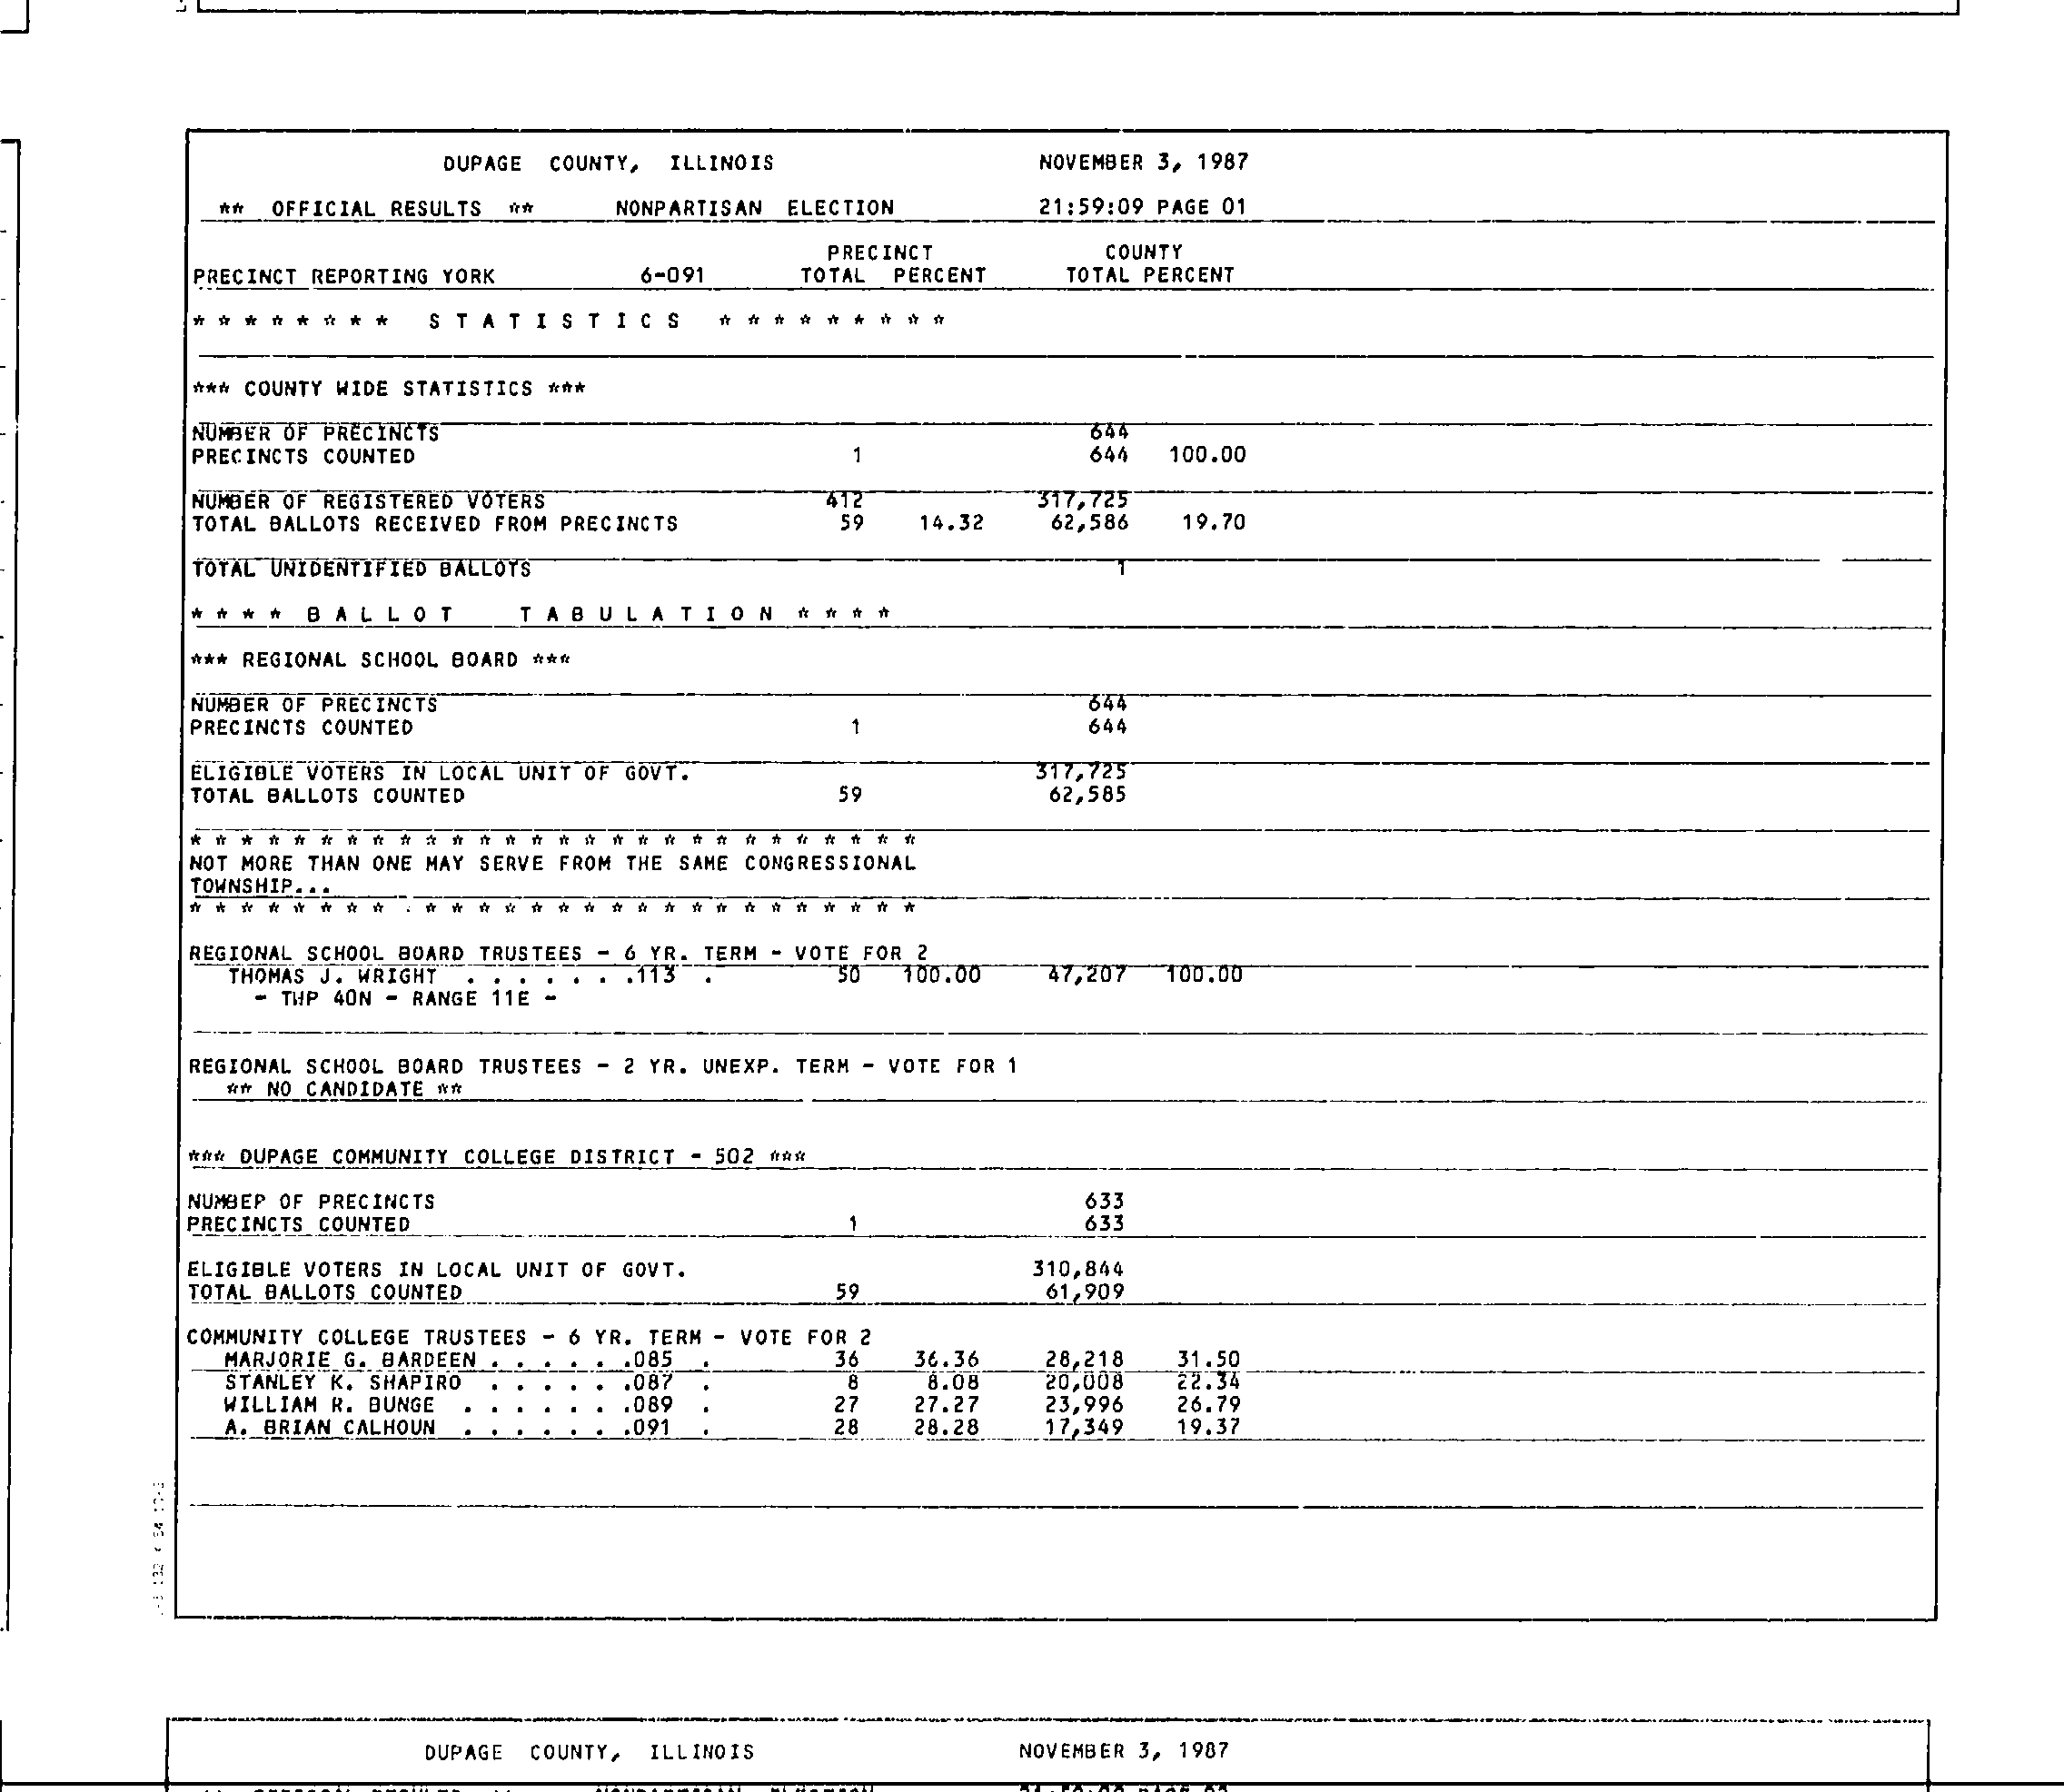 DUPAGE COUNTY, ILLINOIS NOVEMBER 3, 1987
** OFFICIAL RESULTS ** NONPARTISAN ELECTION 21:59:09 PAGE 01
PRECINCT COUNTY
PRECINCT REPORTING YORK 6-091 TOTAL PERCENT TOTAL PERCENT
* * * * * * * * S T A T I S T I C S * * * * * * * * *
*** COUNTY WIDE STATISTICS ***
NUMBER OF PRECINCTS 644
PRECINCTS COUNTED 1 644 100.00
NUMBER OF REGISTERED VOTERS 412 317,725
TOTAL BALLOTS RECEIVED FROM PRECINCTS 59 14.32 62,586 19.70
TOTAL UNIDENTIFIED BALLOTS 1
* * * * B A L L O T T A B U L A T I O N * * * *
*** REGIONAL SCHOOL BOARD ***
NUMBER OF PRECINCTS 644
PRECINCTS COUNTED 1 644
ELIGIBLE VOTERS IN LOCAL UNIT OF GOVT. 317,725
TOTAL BALLOTS COUNTED 59 62,585
* * * * * * * * * * * * * * * * * * * * * * * * * * * *
NOT MORE THAN ONE MAY SERVE FROM THE SAME CONGRESSIONAL
TOWNSHIP...
* * * * * * * * . * * * * * * * * * * * * * * * * * * *
REGIONAL SCHOOL BOARD TRUSTEES - 6 YR. TERM - VOTE FOR 2
THOMAS J. WRIGHT . . . . . . .113 . 50 100.00 47,207 100.00
- TWP 40N - RANGE 11E -
REGIONAL SCHOOL BOARD TRUSTEES - 2 YR. UNEXP. TERM - VOTE FOR 1
** NO CANDIDATE **
*** DUPAGE COMMUNITY COLLEGE DISTRICT - 502 ***
NUMBEP OF PRECINCTS 633
PRECINCTS COUNTED 1 633
ELIGIBLE VOTERS IN LOCAL UNIT OF GOVT. 310,844
TOTAL BALLOTS COUNTED 59 61,909
COMMUNITY COLLEGE TRUSTEES - 6 YR. TERM - VOTE FOR 2
MARJORIE G. BARDEEN . . . . . .085 . 36 36.36 28,218 31.50
STANLEY K. SHAPIRO . . . . . .087 . 8 8.08 20,008 22.34
WILLIAM R. BUNGE . . . . . . .089 . 27 27.27 23,996 26.79
A. BRIAN CALHOUN . . . . . . .091 . 28 28.28 17,349 19.37
DUPAGE COUNTY, ILLINOIS NOVEMBER 3, 1987